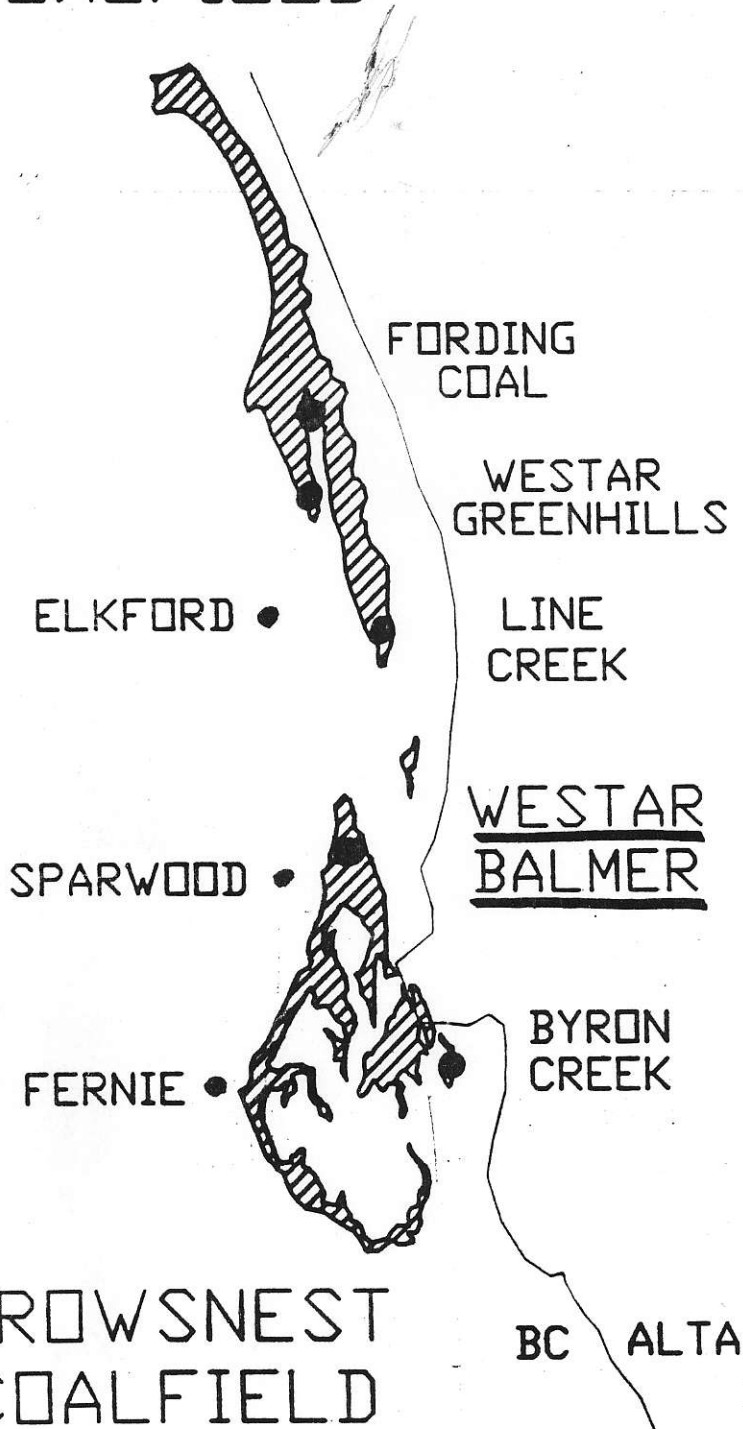 FORDING
COAL
WESTAR
GREENHILLS
ELKFORD
LINE
CREEK
WESTAR
BALMER
SPARWOOD
BYRON
CREEK
FERNIE
ROWSNEST
COALFIELD
BC ALTA